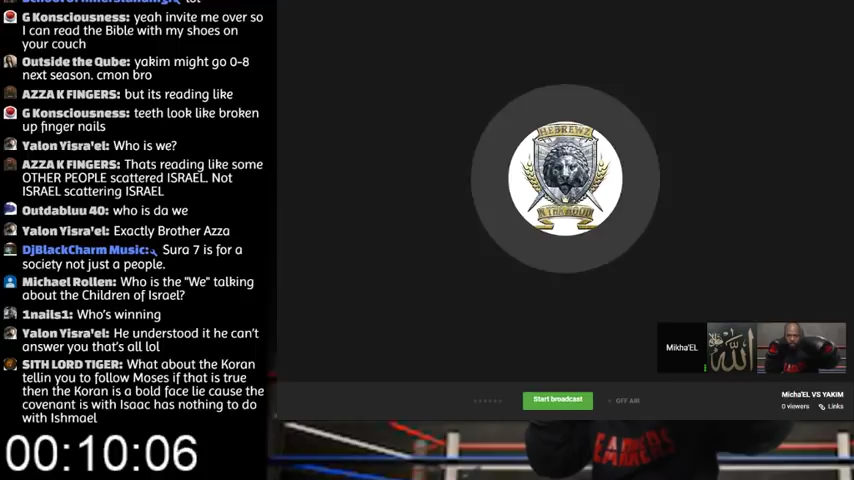 G Konsciousness: yeah invite me over so
I can read the Bible with my shoes on
your couch
Outside the Qube: yakim might go 0-8
next season. cmon bro
AZZA K FINGERS: but its reading like
G Konsciousness: teeth look like broken
up finger nails
Yalon Yisra'el: Who is we?
AZZA K FINGERS: Thats reading like some
OTHER PEOPLE scattered ISRAEL. Not
ISRAEL scattering ISRAEL
Outdabluu 40: who is da we
Yalon Yisra'el: Exactly Brother Azza
DjBlackCharm Music: Sura 7 is for a
society not just a people.
Michael Rollen: Who is the "We" talking
about the Children of Israel?
1nails1: Who's winning
Yalon Yisra'el: He understood it he can't
answer you that's all lol
SITH LORD TIGER: What about the Koran
tellin you to follow Moses if that is true
then the Koran is a bold face lie cause the
covenant is with Isaac has nothing to do
with Ishmael
00:10:06
HEBREWZ
N THA HOOD
Mikha'EL
الله
Start broadcast
OFF AIR
Micha'EL VS YAKIM
0 viewers
Links